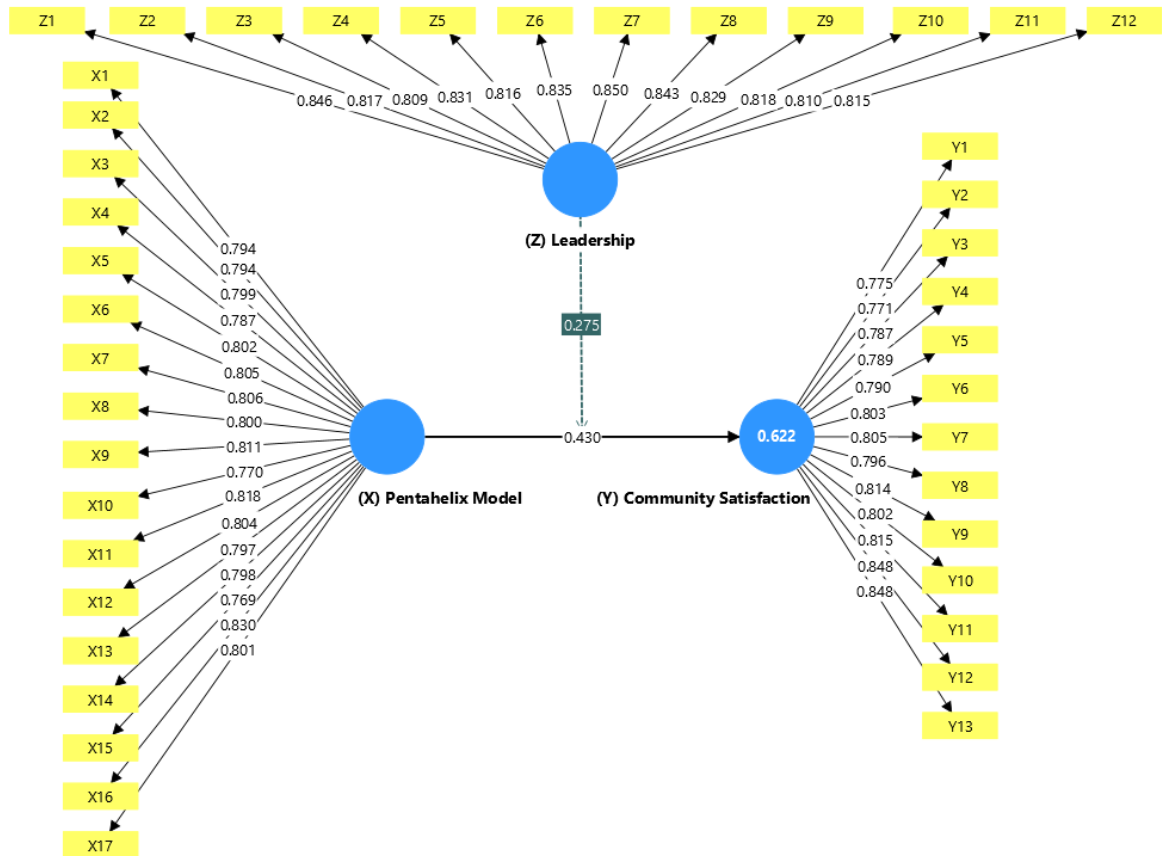 Z1 Z2 Z3 Z4 Z5 Z6 Z7 Z8 Z9 Z10 Z11 Z12
0.846 0.817 0.809 0.831 0.816 0.835 0.850 0.843 0.829 0.818 0.810 0.815
(Z) Leadership
0.275
X1
X2
X3
X4
X5
X6
X7
X8
X9
X10
X11
X12
X13
X14
X15
X16
X17
0.794
0.794
0.799
0.787
0.802
0.805
0.806
0.800
0.811
0.770
0.818
0.804
0.797
0.798
0.769
0.830
0.801
(X) Pentahelix Model
0.430
0.622
(Y) Community Satisfaction
0.775
0.771
0.787
0.789
0.790
0.803
0.805
0.796
0.814
0.802
0.815
0.848
0.848
Y1
Y2
Y3
Y4
Y5
Y6
Y7
Y8
Y9
Y10
Y11
Y12
Y13